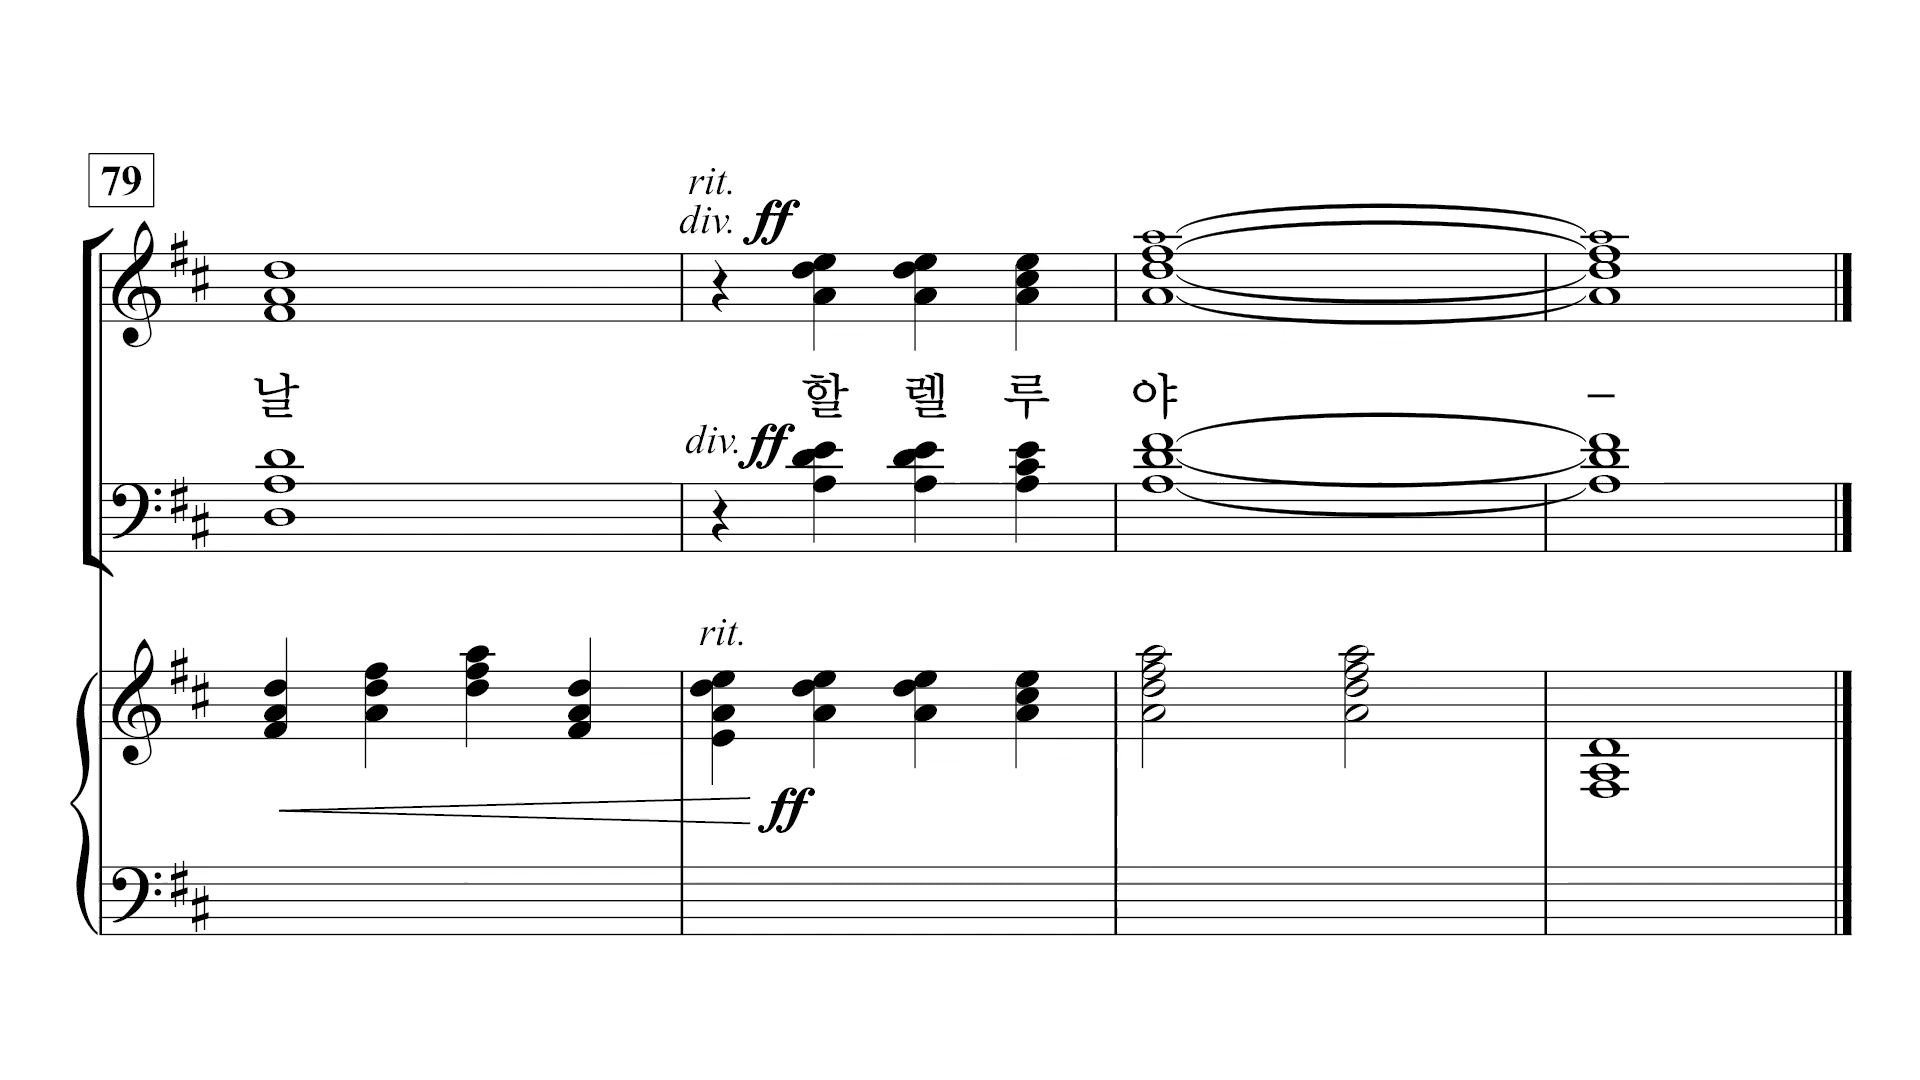 79
rit.
div. ff
날 할 렐 루 야 –
div. ff
rit.
ff